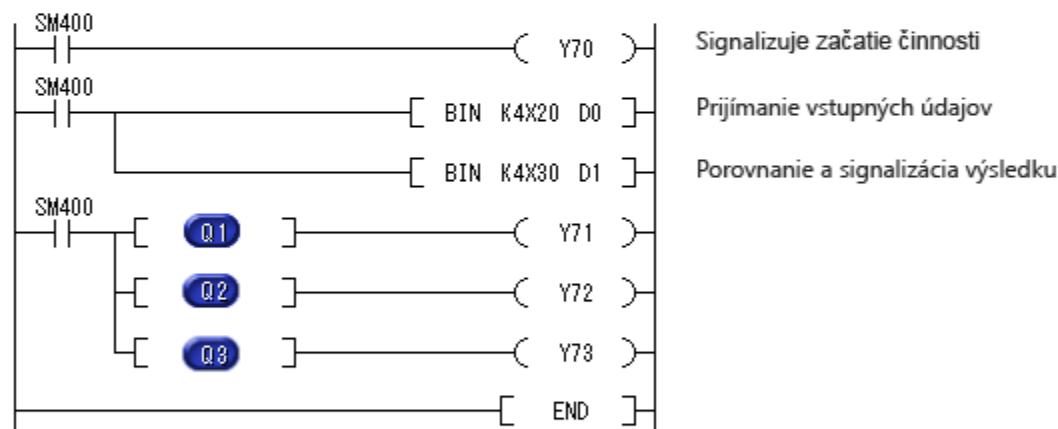 SM400
Y70 Signalizuje začatie činnosti
SM400
BIN K4X20 D0 Prijímanie vstupných údajov
BIN K4X30 D1 Porovnanie a signalizácia výsledku
SM400
Q1 Y71
Q2 Y72
Q3 Y73
END